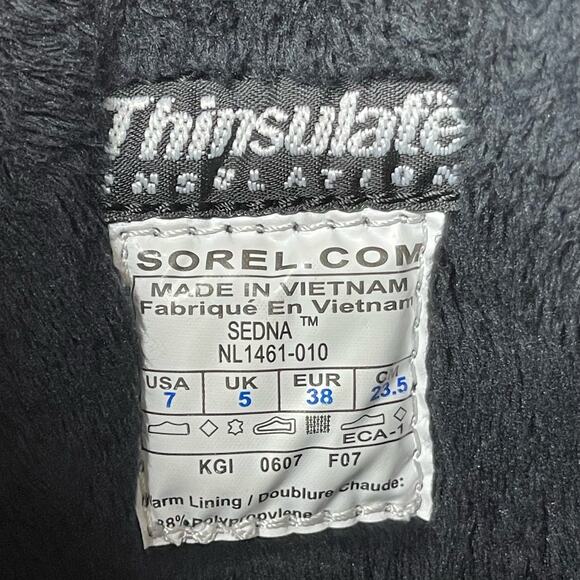 Thinsulate
INSULATION
SOREL.COM
MADE IN VIETNAM
Fabriqué En Vietnam
SEDNA ™
NL1461-010
USA UK EUR CM
7 5 38 23.5
ECA-1
KGI 0607 F07
Warm Lining / Doublure Chaude:
88% polypropylene